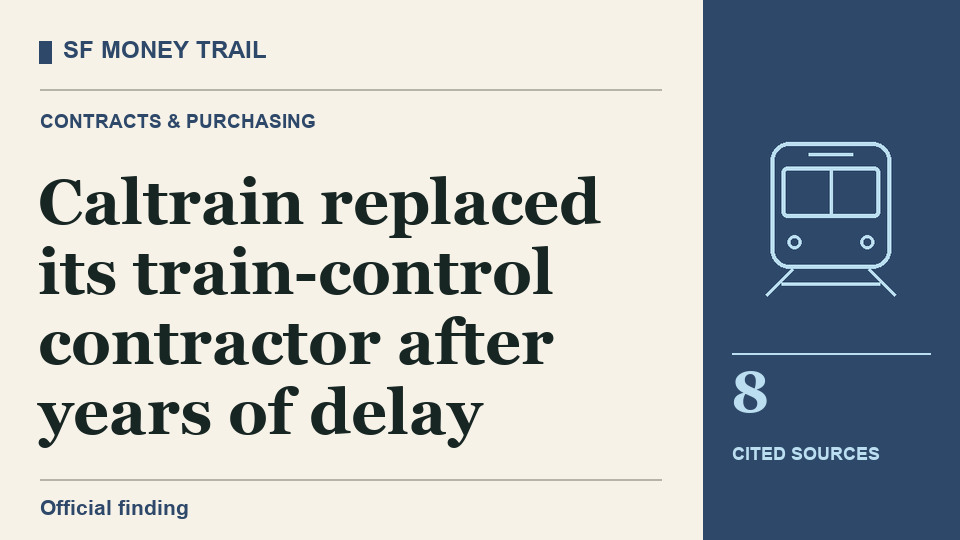 SF MONEY TRAIL
CONTRACTS & PURCHASING
Caltrain replaced
its train-control
contractor after
years of delay
Official finding
8
CITED SOURCES